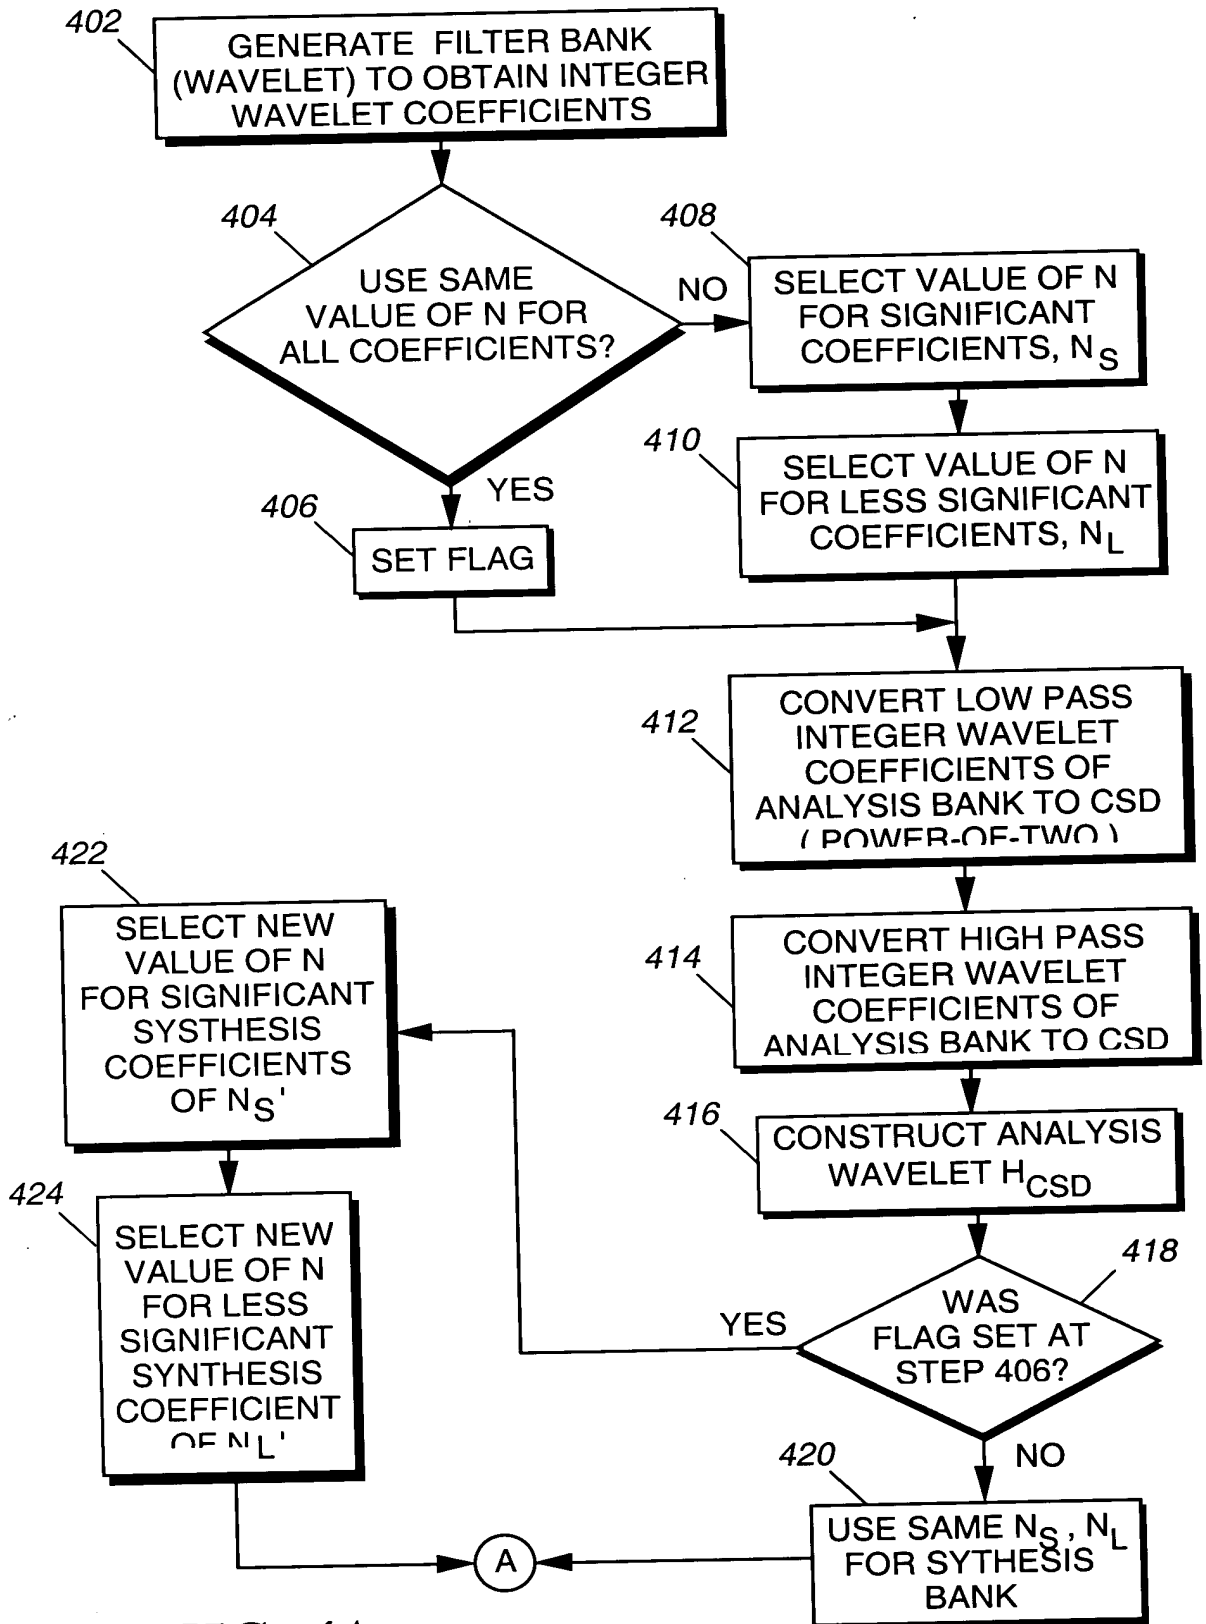 402
GENERATE FILTER BANK
(WAVELET) TO OBTAIN INTEGER
WAVELET COEFFICIENTS
404
USE SAME
VALUE OF N FOR
ALL COEFFICIENTS?
NO
YES
408
SELECT VALUE OF N
FOR SIGNIFICANT
COEFFICIENTS, NS
410
SELECT VALUE OF N
FOR LESS SIGNIFICANT
COEFFICIENTS, NL
406
SET FLAG
412
CONVERT LOW PASS
INTEGER WAVELET
COEFFICIENTS OF
ANALYSIS BANK TO CSD
( POWER-OF-TWO )
414
CONVERT HIGH PASS
INTEGER WAVELET
COEFFICIENTS OF
ANALYSIS BANK TO CSD
416
CONSTRUCT ANALYSIS
WAVELET HCSD
418
WAS
FLAG SET AT
STEP 406?
YES
NO
422
SELECT NEW
VALUE OF N
FOR SIGNIFICANT
SYSTHESIS
COEFFICIENTS
OF NS'
424
SELECT NEW
VALUE OF N
FOR LESS
SIGNIFICANT
SYNTHESIS
COEFFICIENT
OF NL'
420
USE SAME NS , NL
FOR SYTHESIS
BANK
A